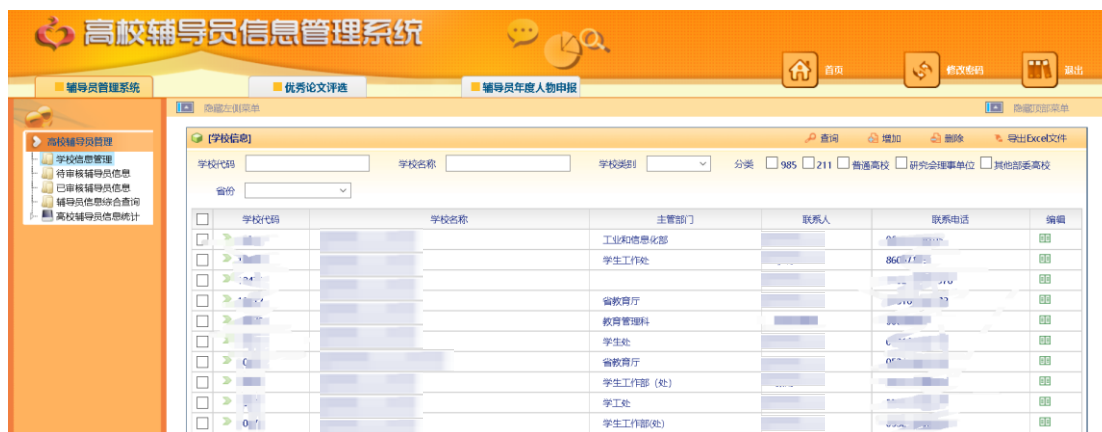 高校辅导员信息管理系统
首页 修改密码 退出
辅导员管理系统 优秀论文评选 辅导员年度人物申报
隐藏左侧菜单 隐藏顶部菜单
高校辅导员管理
学校信息管理
待审核辅导员信息
已审核辅导员信息
辅导员信息综合查询
高校辅导员信息统计
[学校信息] 查询 增加 删除 导出Excel文件
学校代码 学校名称 学校类别 分类 985 211 普通高校 研究会理事单位 其他部委高校
省份
学校代码 学校名称 主管部门 联系人 联系电话 编辑
工业和信息化部
学生工作处
省教育厅
教育管理科
学生处
省教育厅
学生工作部（处）
学工处
学生工作部(处)